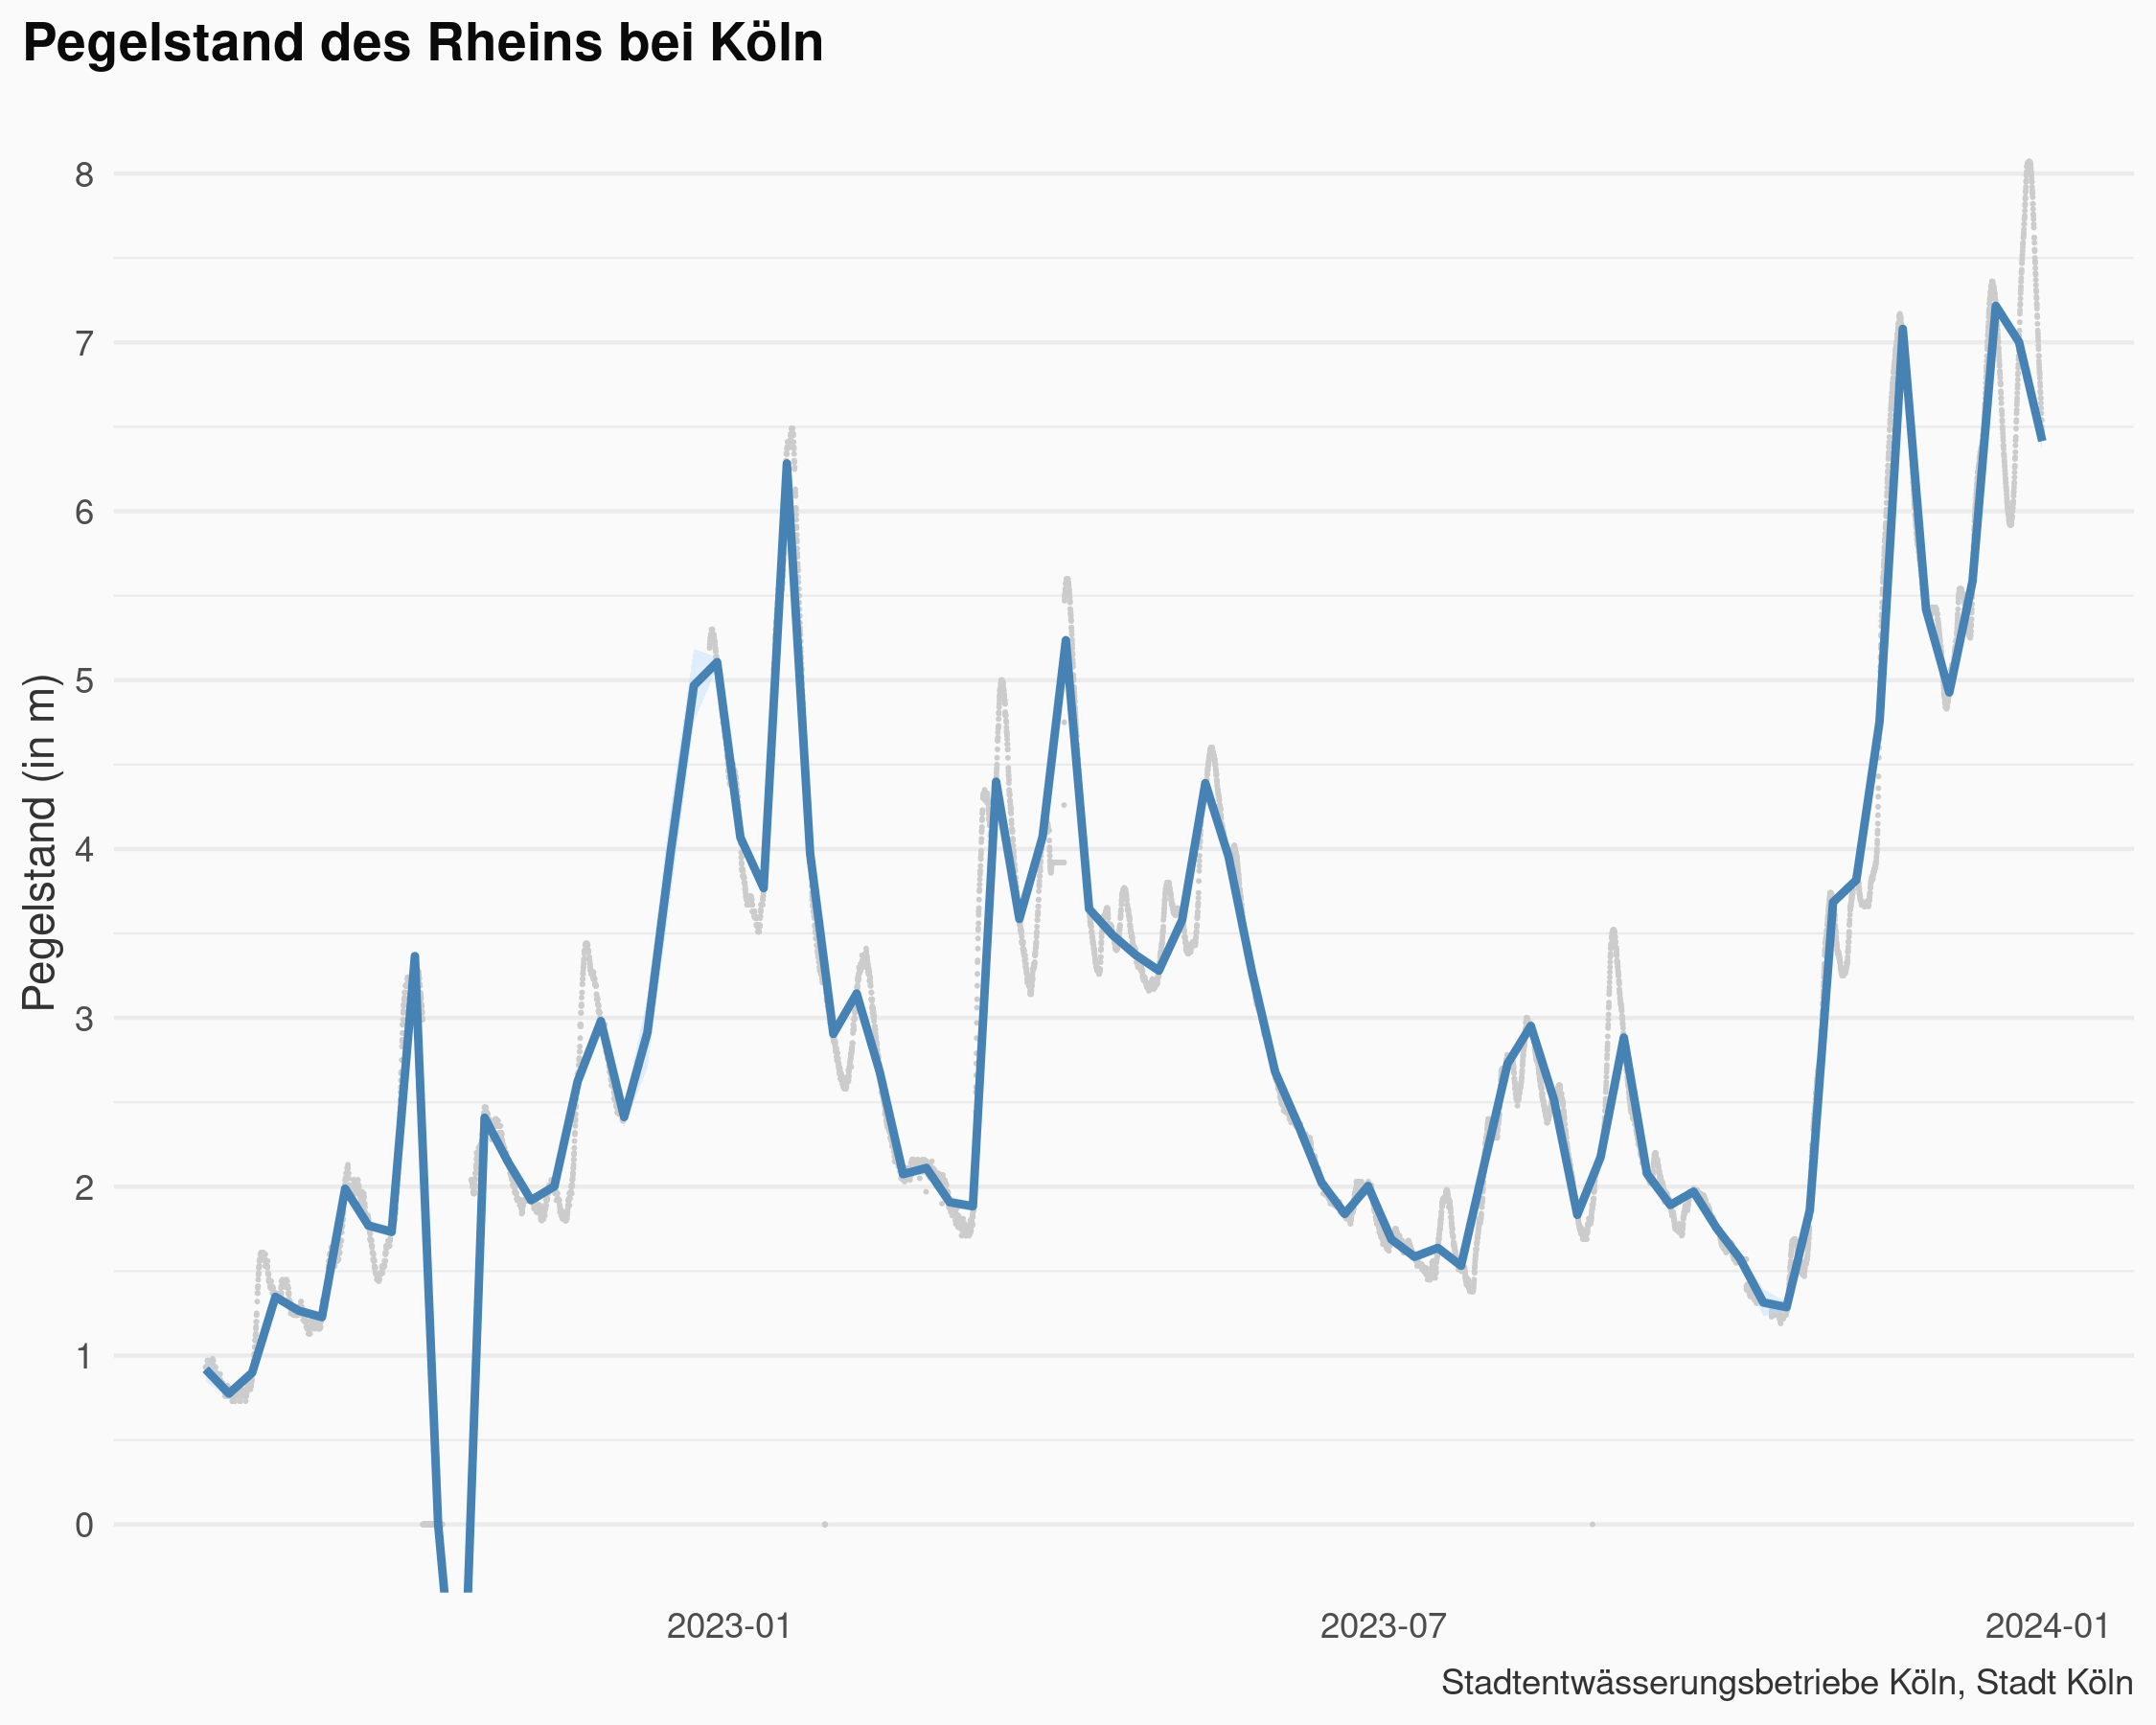 Pegelstand des Rheins bei Köln
Pegelstand (in m)
8
7
6
5
4
3
2
1
0
2023-01 2023-07 2024-01
Stadtentwässerungsbetriebe Köln, Stadt Köln